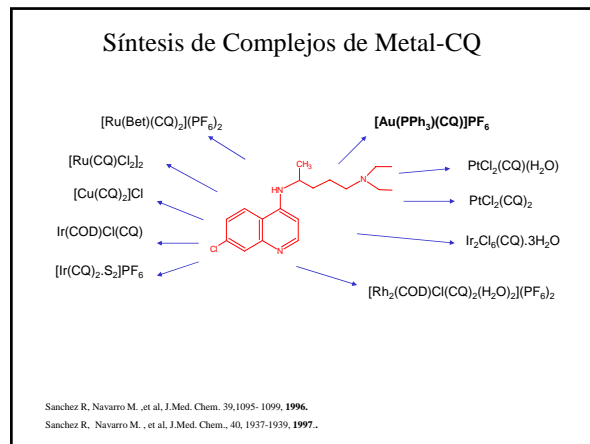 Síntesis de Complejos de Metal-CQ
[Ru(Bet)(CQ)₂](PF₆)₂
[Au(PPh₃)(CQ)]PF₆
[Ru(CQ)Cl₂]₂
PtCl₂(CQ)(H₂O)
[Cu(CQ)₂]Cl
PtCl₂(CQ)₂
Ir(COD)Cl(CQ)
Ir₂Cl₆(CQ).3H₂O
[Ir(CQ)₂.S₂]PF₆
[Rh₂(COD)Cl(CQ)₂(H₂O)₂](PF₆)₂
CH₃
HN
N
Cl
N
Sanchez R, Navarro M. ,et al, J.Med. Chem. 39,1095- 1099, 1996.
Sanchez R, Navarro M. , et al, J.Med. Chem., 40, 1937-1939, 1997..